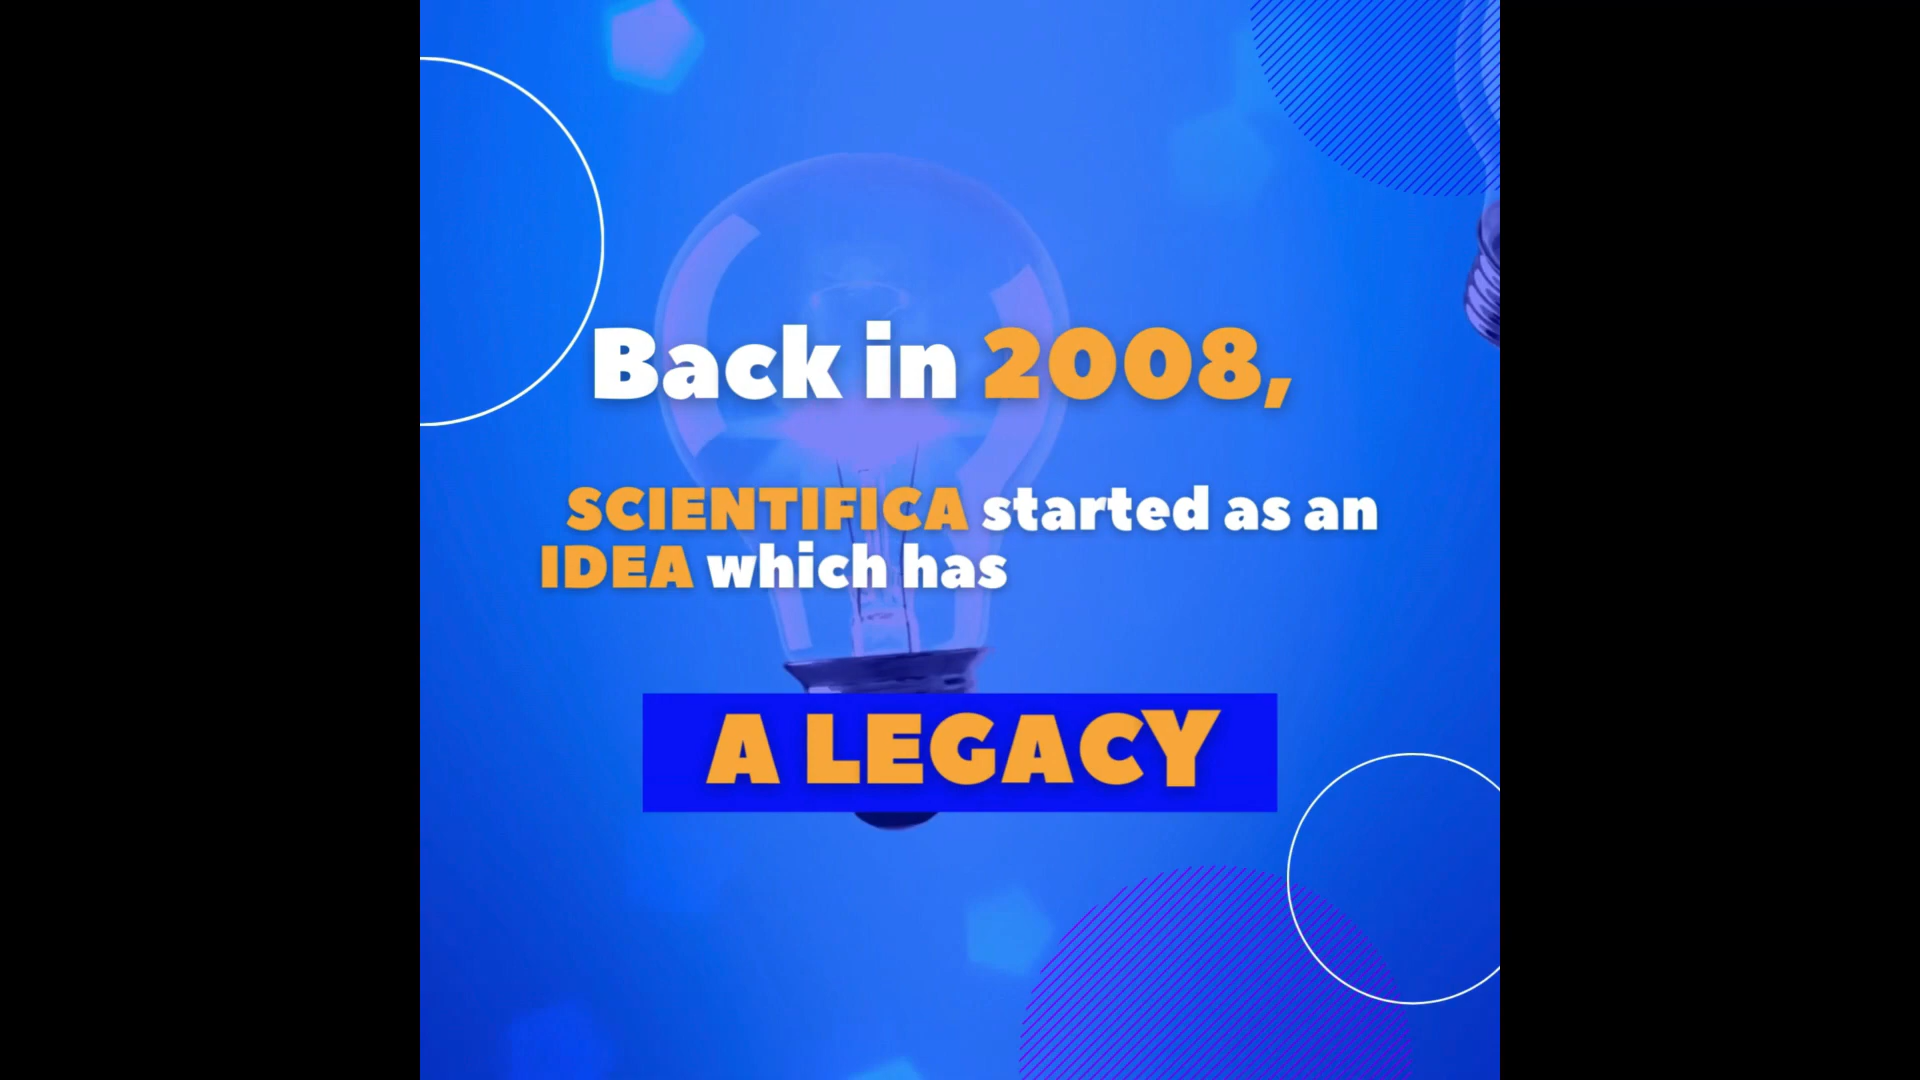 Back in 2008,
SCIENTIFICA started as an
IDEA which has
A LEGACY